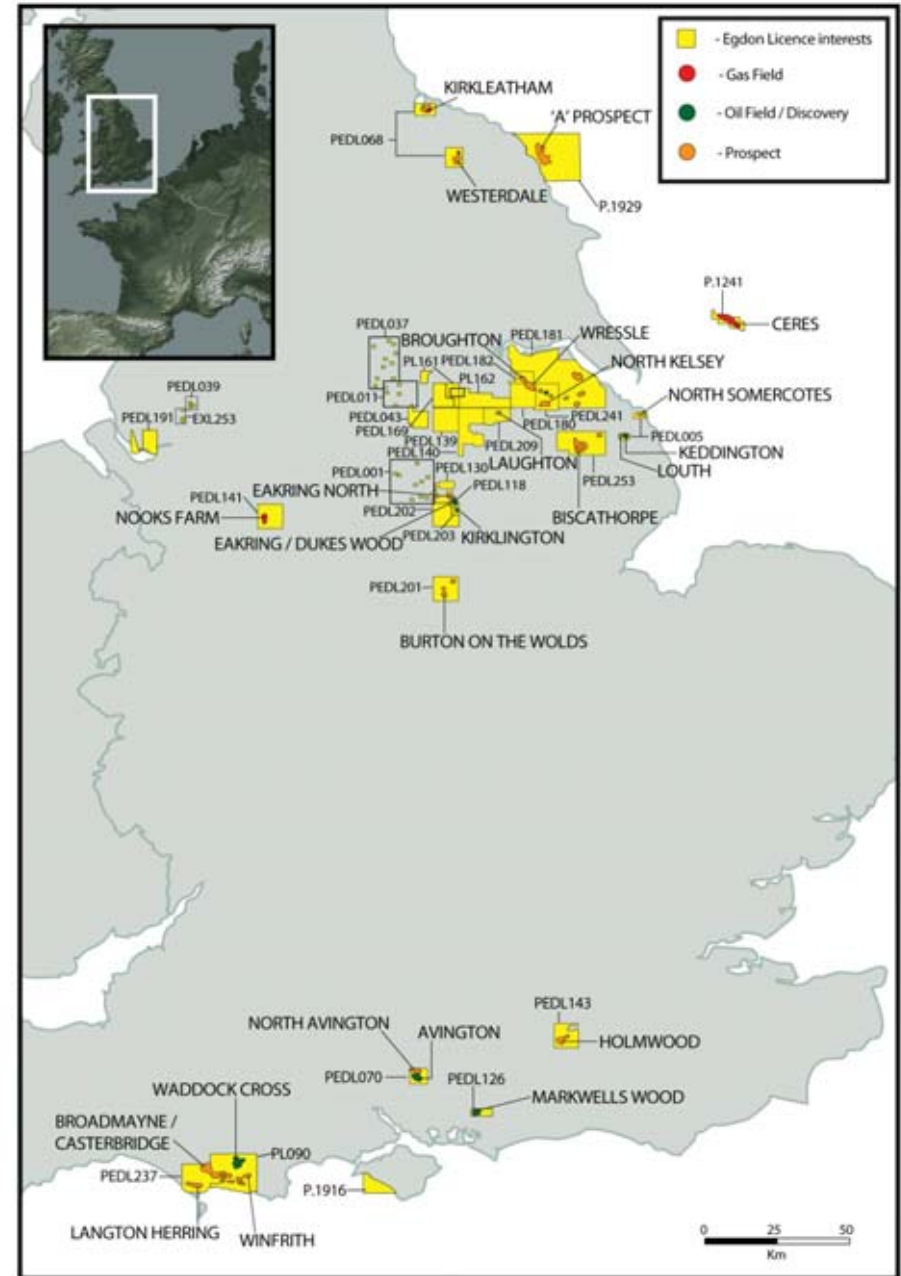 - Egdon Licence interests
- Gas Field
- Oil Field / Discovery
- Prospect
KIRKLEATHAM
'A' PROSPECT
PEDL068
WESTERDALE
P.1929
P.1241
CERES
PEDL037
BROUGHTON
PEDL181
WRESSLE
PL161
PEDL182
NORTH KELSEY
PL162
PEDL039
PEDL011
NORTH SOMERCOTES
PEDL191
EXL253
PEDL043
PEDL180
PEDL241
PEDL169
PEDL139
PEDL209
PEDL005
PEDL140
LAUGHTON
KEDDINGTON
LOUTH
PEDL001
PEDL130
PEDL253
EAKRING NORTH
PEDL118
PEDL141
NOOKS FARM
PEDL202
BISCATHORPE
EAKRING / DUKES WOOD
PEDL203
KIRKLINGTON
PEDL201
BURTON ON THE WOLDS
PEDL143
NORTH AVINGTON
AVINGTON
HOLMWOOD
PEDL070
PEDL126
WADDOCK CROSS
MARKWELLS WOOD
BROADMAYNE /
CASTERBRIDGE
PL090
PEDL237
P.1916
LANGTON HERRING
WINFRITH
0 25 50
Km